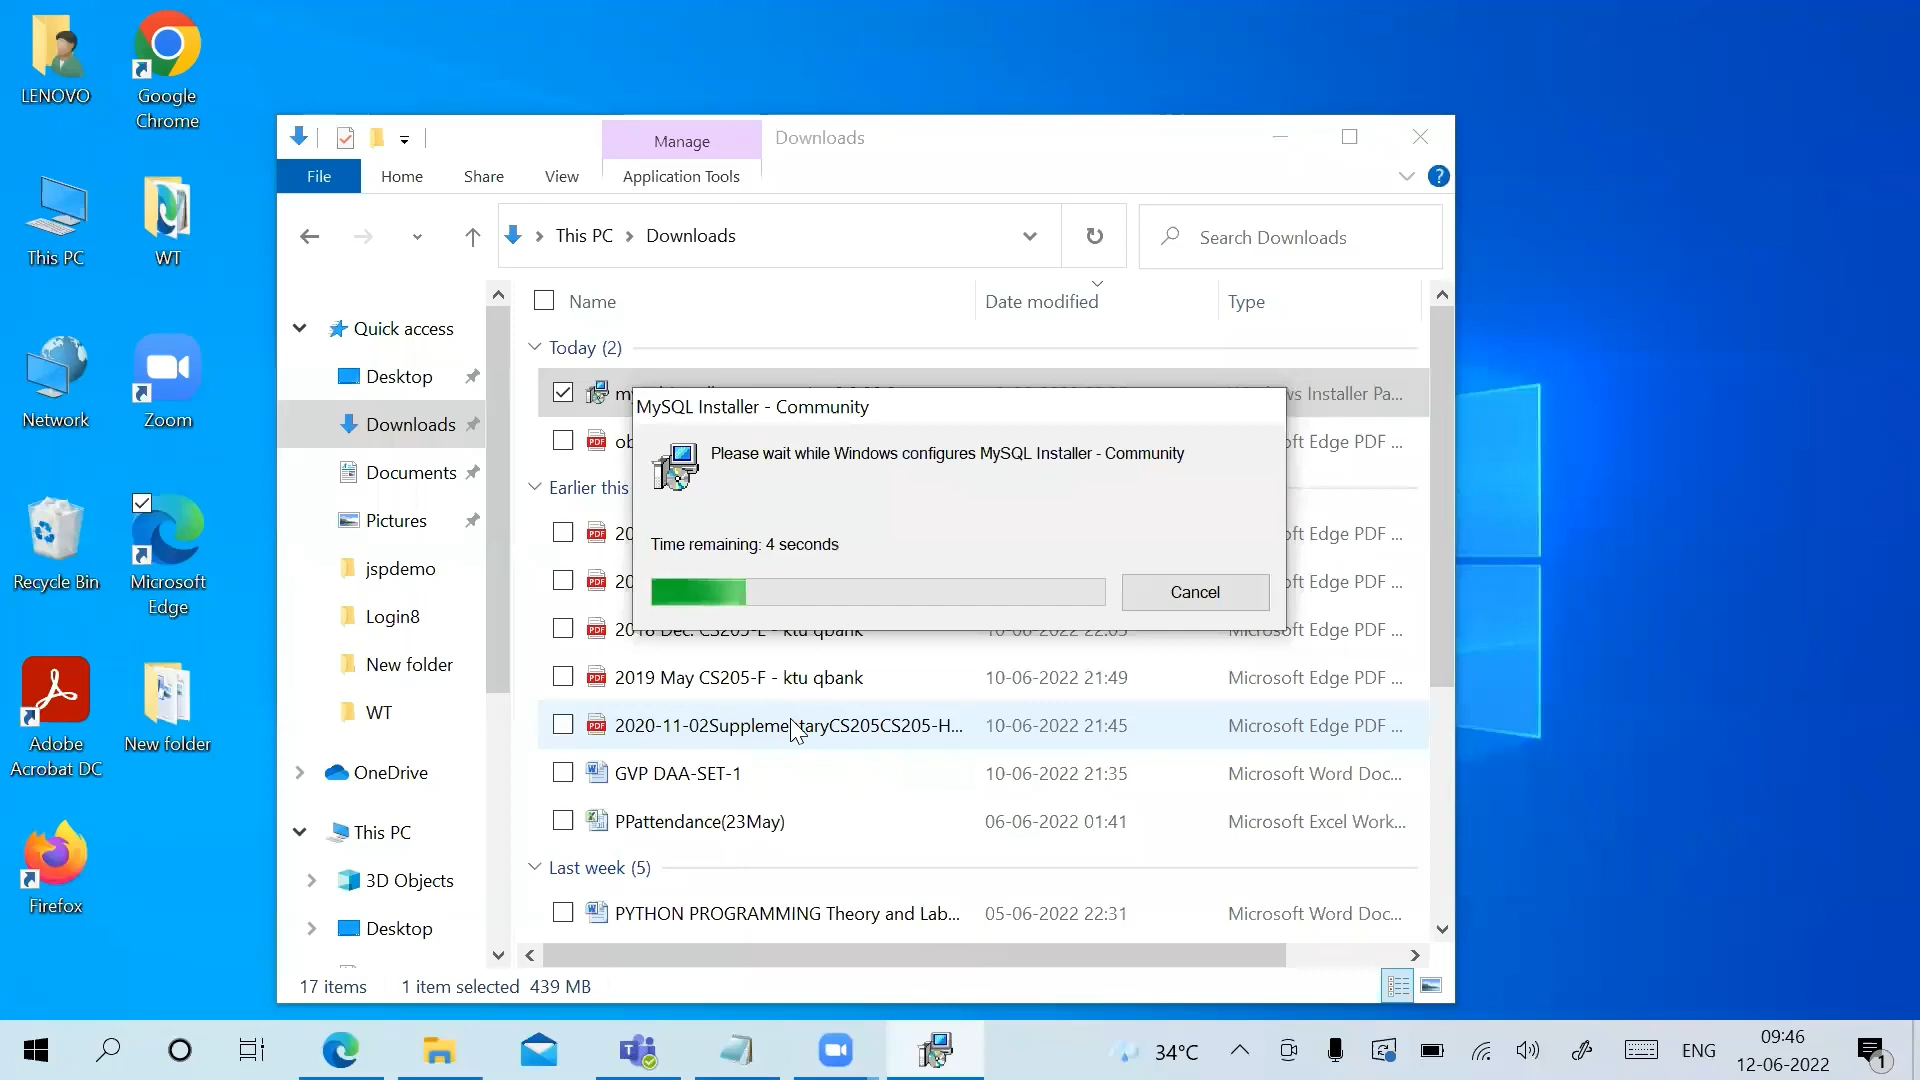 LENOVO
Google
Chrome
This PC
WT
Network
Zoom
Recycle Bin
Microsoft
Edge
Adobe
Acrobat DC
New folder
Firefox
Manage
Downloads
File
Home
Share
View
Application Tools
?
This PC
Downloads
Search Downloads
Name
Date modified
Type
Quick access
Desktop
Downloads
Documents
Pictures
jspdemo
Login8
New folder
WT
OneDrive
This PC
3D Objects
Desktop
Today (2)
Installer Pa...
Edge PDF ...
Earlier this
Edge PDF ...
Edge PDF ...
2018 Dec. CS205-E - ktu qbank
10-06-2022 22:03
Microsoft Edge PDF ...
2019 May CS205-F - ktu qbank
10-06-2022 21:49
Microsoft Edge PDF ...
2020-11-02SupplementaryCS205CS205-H...
10-06-2022 21:45
Microsoft Edge PDF ...
GVP DAA-SET-1
10-06-2022 21:35
Microsoft Word Doc...
PPattendance(23May)
06-06-2022 01:41
Microsoft Excel Work...
Last week (5)
PYTHON PROGRAMMING Theory and Lab...
05-06-2022 22:31
Microsoft Word Doc...
MySQL Installer - Community
Please wait while Windows configures MySQL Installer - Community
Time remaining: 4 seconds
Cancel
17 items
1 item selected 439 MB
34°C
ENG
09:46
12-06-2022
1